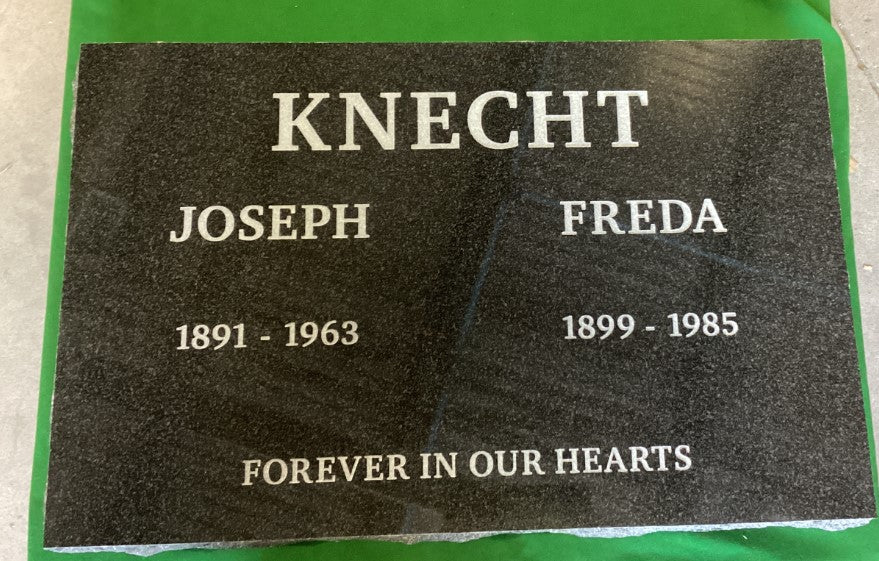 KNECHT
JOSEPH FREDA
1891 - 1963 1899 - 1985
FOREVER IN OUR HEARTS